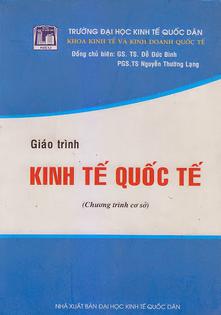 NEU
TRƯỜNG ĐẠI HỌC KINH TẾ QUỐC DÂN
KHOA KINH TẾ VÀ KINH DOANH QUỐC TẾ
Đồng chủ biên: GS. TS. Đỗ Đức Bình
PGS.TS Nguyễn Thường Lạng
Giáo trình
KINH TẾ QUỐC TẾ
(Chương trình cơ sở)
NHÀ XUẤT BẢN ĐẠI HỌC KINH TẾ QUỐC DÂN